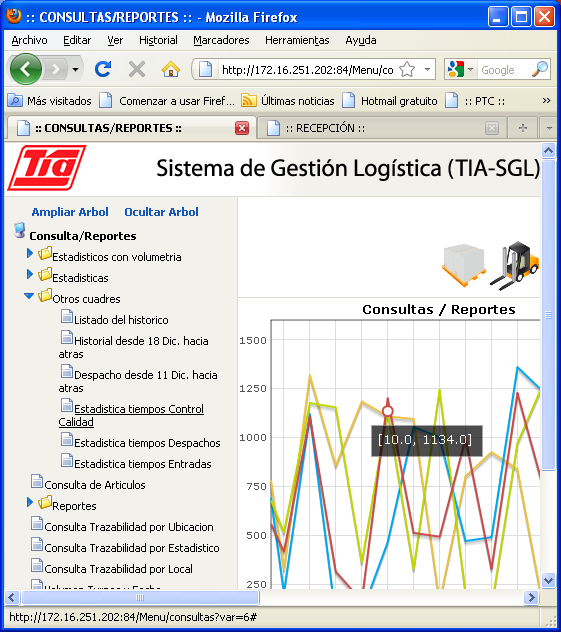 :: CONSULTAS/REPORTES :: - Mozilla Firefox
Archivo Editar Ver Historial Marcadores Herramientas Ayuda
http://172.16.251.202:84/Menu/co
Google
Más visitados Comenzar a usar Firef... Últimas noticias Hotmail gratuito :: PTC :: »
:: CONSULTAS/REPORTES :: :: RECEPCIÓN ::
Tia
Sistema de Gestión Logística (TIA-SGL)
Ampliar Arbol Ocultar Arbol
Consulta/Reportes
Estadisticos con volumetria
Estadisticas
Otros cuadres
Listado del historico
Historial desde 18 Dic. hacia
atras
Despacho desde 11 Dic. hacia
atras
Estadistica tiempos Control
Calidad
Estadistica tiempos Despachos
Estadistica tiempos Entradas
Consulta de Articulos
Reportes
Consulta Trazabilidad por Ubicacion
Consulta Trazabilidad por Estadistico
Consulta Trazabilidad por Local
Consultas / Reportes
1500
1250
1000
750
500
250
[10.0, 1134.0]
http://172.16.251.202:84/Menu/consultas?var=6#